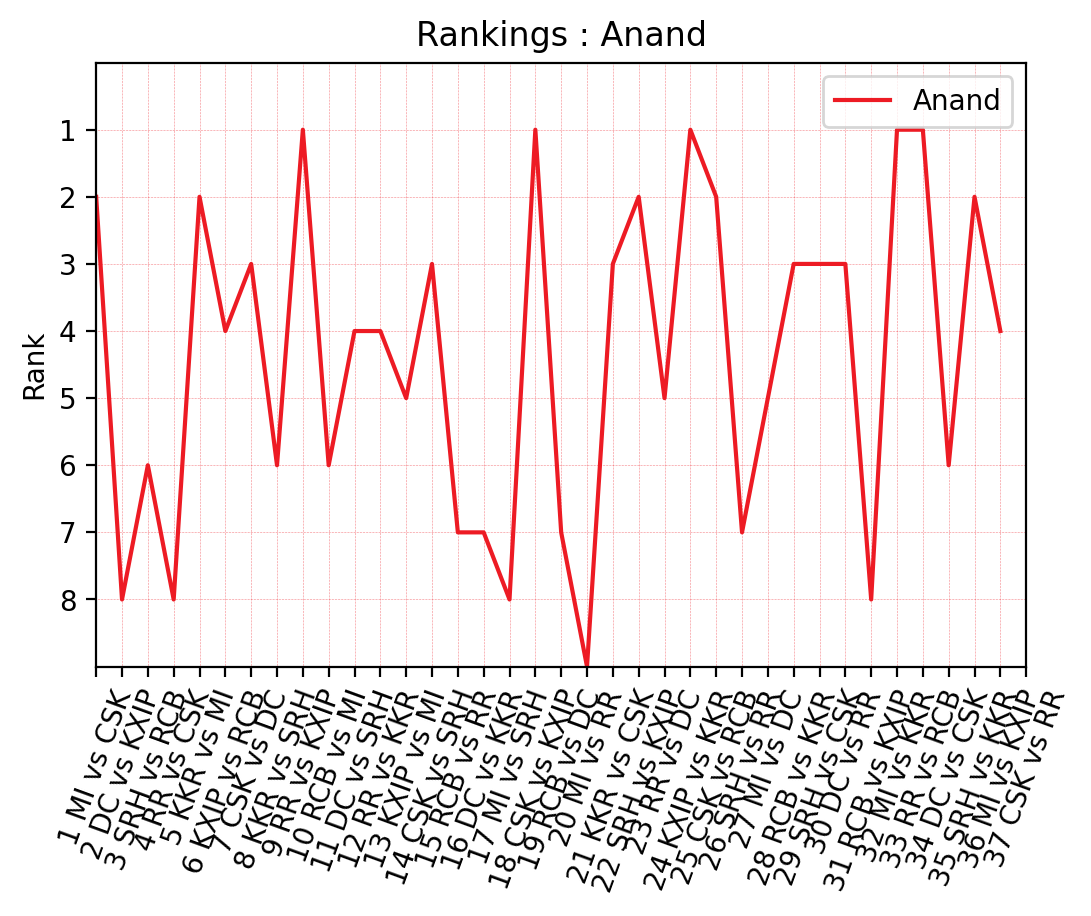 Rankings : Anand
Anand
Rank
1
2
3
4
5
6
7
8
1 MI vs CSK
2 DC vs KXIP
3 SRH vs RCB
4 RR vs CSK
5 KKR vs MI
6 KXIP vs RCB
7 CSK vs DC
8 KKR vs SRH
9 RR vs KXIP
10 RCB vs MI
11 DC vs SRH
12 RR vs KKR
13 KXIP vs MI
14 CSK vs SRH
15 RCB vs RR
16 DC vs KKR
17 MI vs SRH
18 CSK vs KXIP
19 RCB vs DC
20 MI vs RR
21 KKR vs CSK
22 SRH vs KXIP
23 RR vs DC
24 KXIP vs KKR
25 CSK vs RCB
26 SRH vs RR
27 MI vs DC
28 RCB vs KKR
29 SRH vs CSK
30 DC vs RR
31 RCB vs KXIP
32 MI vs KKR
33 RR vs RCB
34 DC vs CSK
35 SRH vs KKR
36 MI vs KXIP
37 CSK vs RR